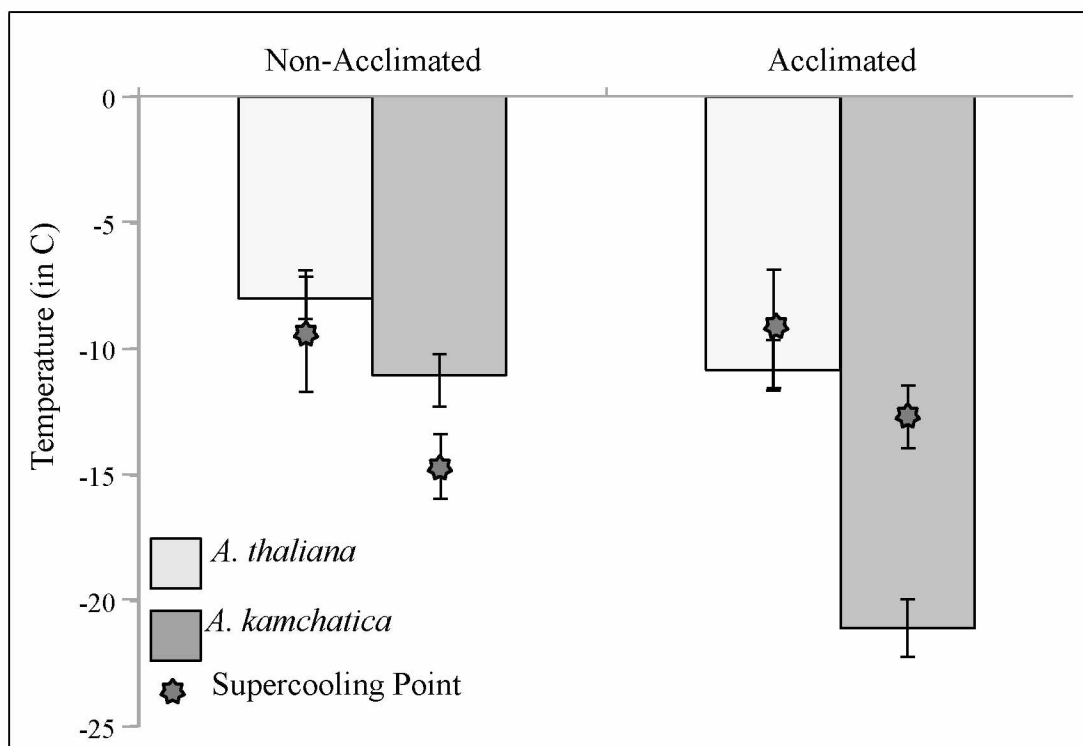 Non-Acclimated
Acclimated
0
-5
-10
-15
-20
-25
Temperature (in C)
A. thaliana
A. kamchatica
Supercooling Point